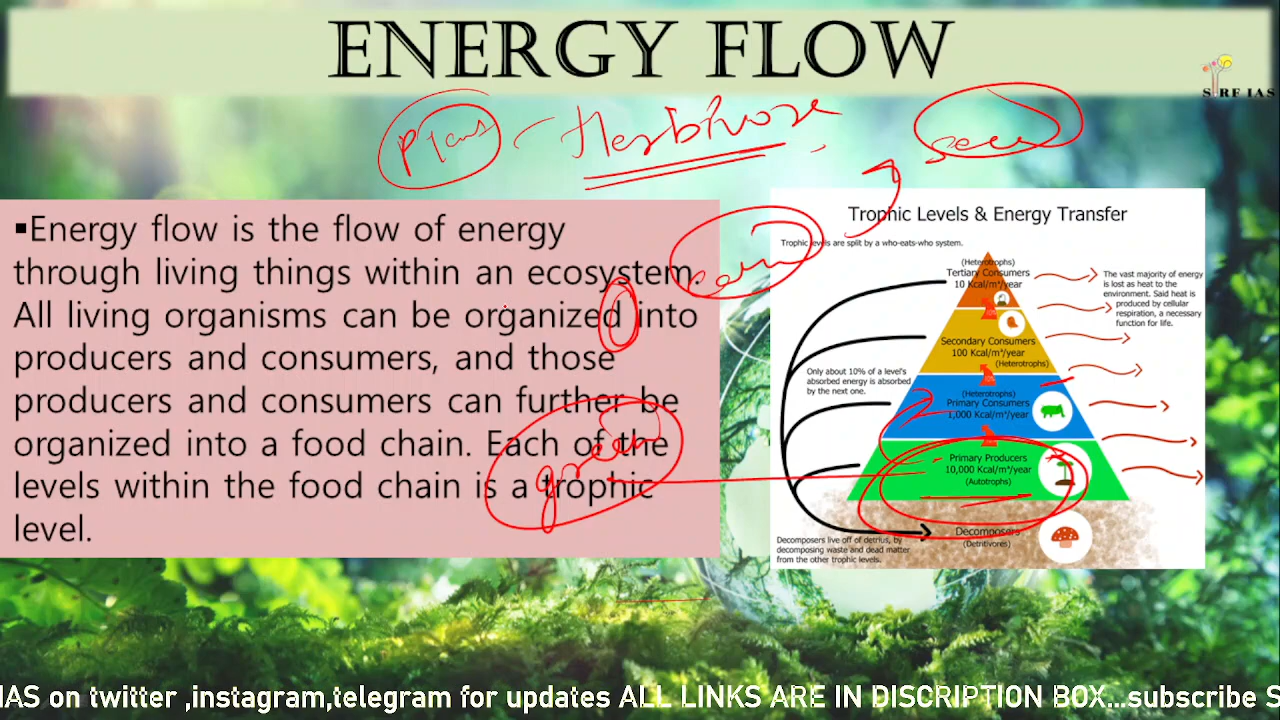 ENERGY FLOW
SIRF IAS
Herbivore
▪Energy flow is the flow of energy
through living things within an ecosystem.
All living organisms can be organized into
producers and consumers, and those
producers and consumers can further be
organized into a food chain. Each of the
levels within the food chain is a trophic
level.
green
Trophic Levels & Energy Transfer
Trophic levels are split by a who-eats-who system.
(Heterotrophs)
Tertiary Consumers
10 Kcal/m²/year
The vast majority of energy
is lost as heat to the
environment. Said heat is
produced by cellular
respiration, a necessary
function for life.
Secondary Consumers
100 Kcal/m²/year
(Heterotrophs)
Only about 10% of a level's
absorbed energy is absorbed
by the next one.
(Heterotrophs)
Primary Consumers
1,000 Kcal/m²/year
Primary Producers
10,000 Kcal/m²/year
(Autotrophs)
Decomposers
(Detritivores)
Decomposers live off of detrius, by
decomposing waste and dead matter
from the other trophic levels.
IAS on twitter ,instagram,telegram for updates ALL LINKS ARE IN DISCRIPTION BOX...subscribe S